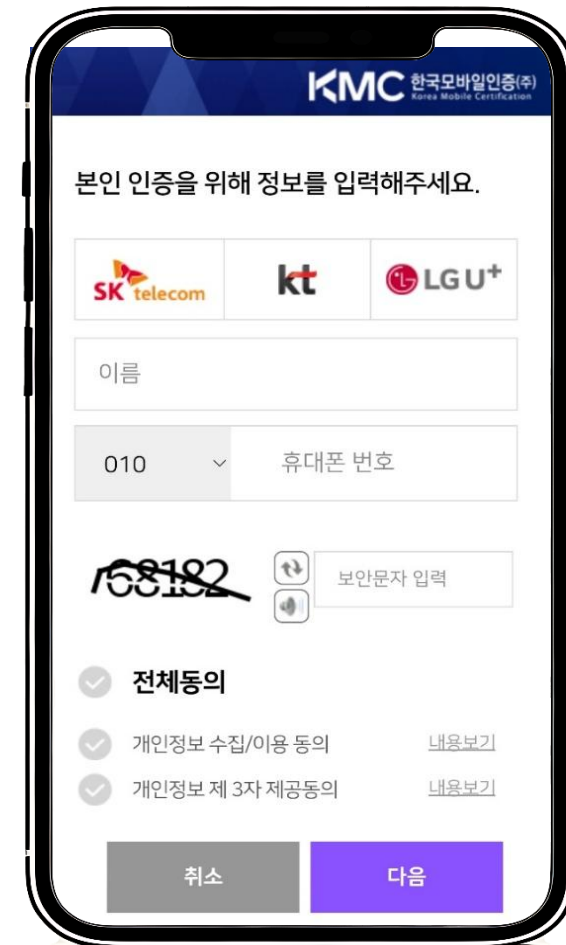 KMC 한국모바일인증(주)
Korea Mobile Certification
본인 인증을 위해 정보를 입력해주세요.
SK telecom kt LG U+
이름
010 휴대폰 번호
보안문자 입력
전체동의
개인정보 수집/이용 동의 내용보기
개인정보 제 3자 제공동의 내용보기
취소 다음